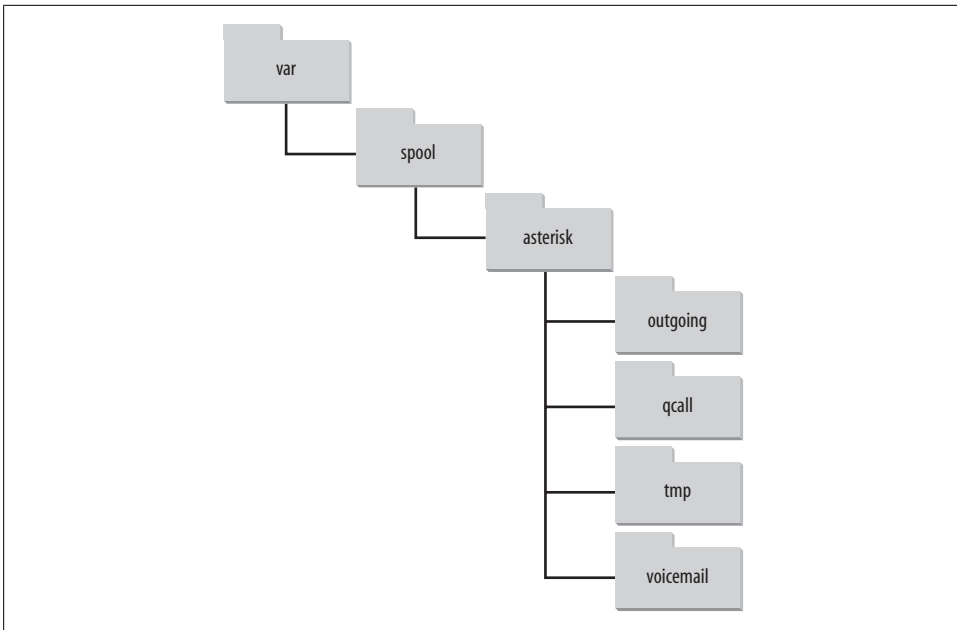 var
spool
asterisk
outgoing
qcall
tmp
voicemail